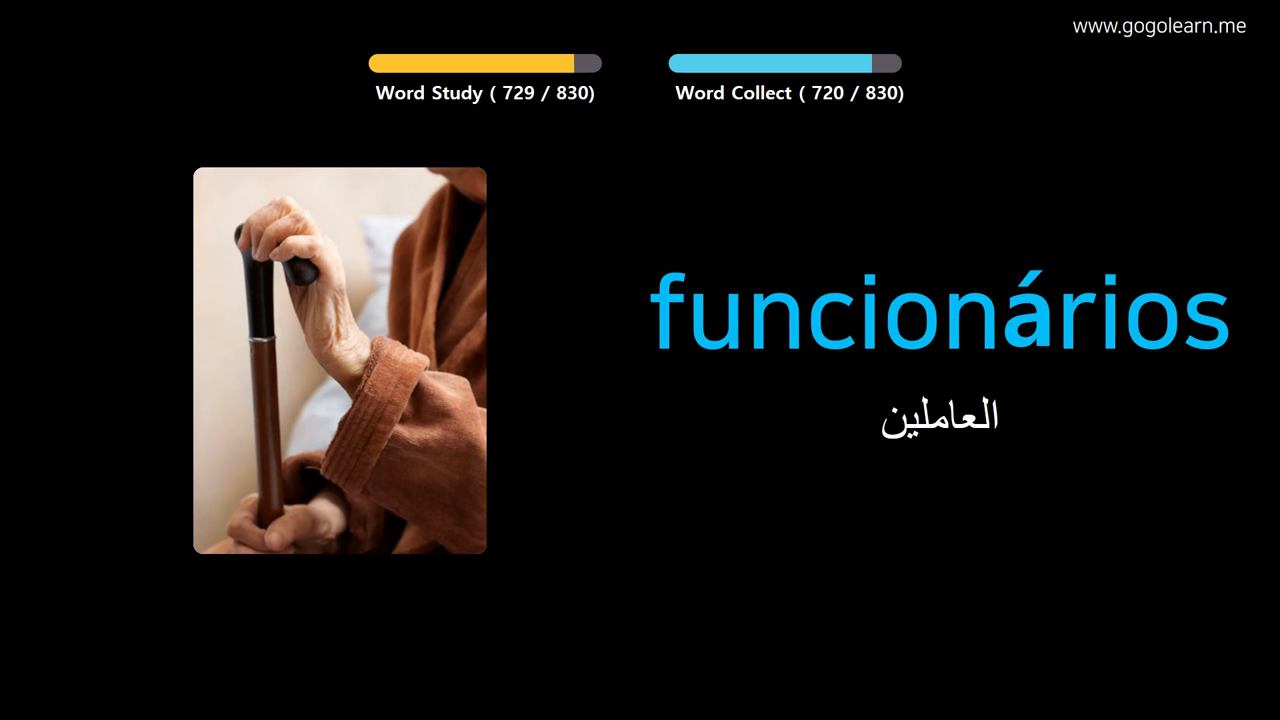 www.gogolearn.me
Word Study ( 729 / 830)
Word Collect ( 720 / 830)
funcionários
العاملين